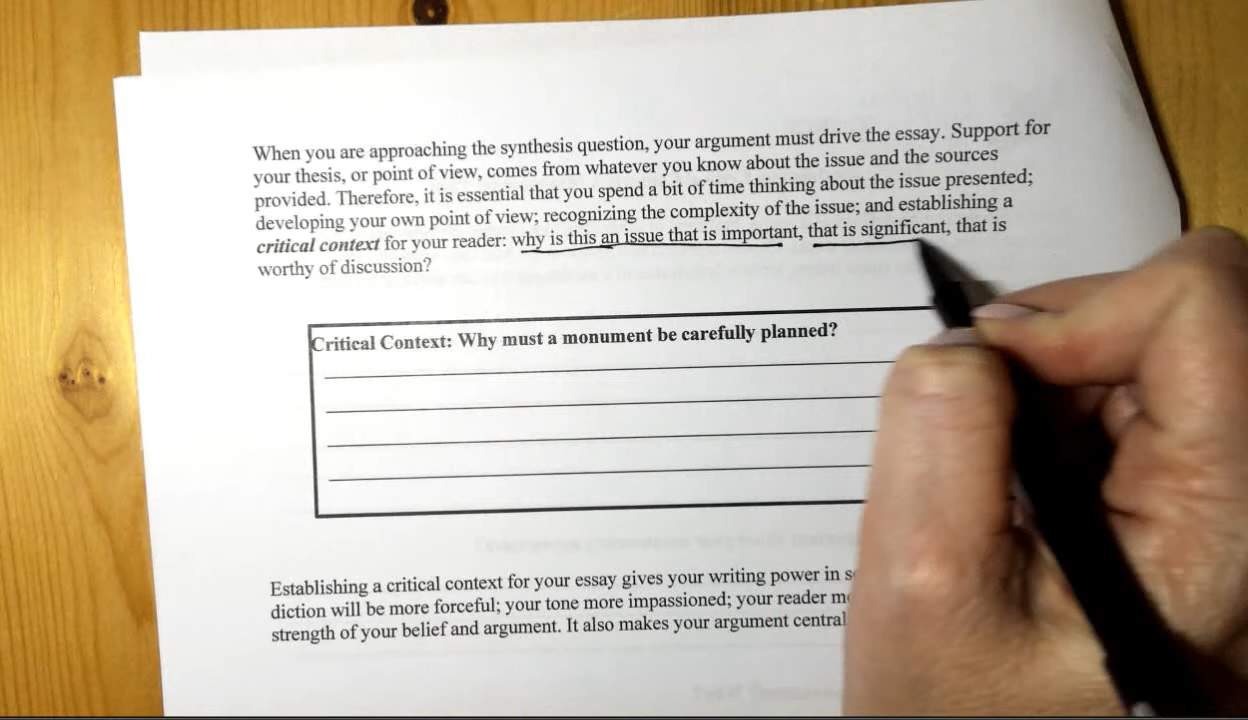 When you are approaching the synthesis question, your argument must drive the essay. Support for
your thesis, or point of view, comes from whatever you know about the issue and the sources
provided. Therefore, it is essential that you spend a bit of time thinking about the issue presented;
developing your own point of view; recognizing the complexity of the issue; and establishing a
critical context for your reader: why is this an issue that is important, that is significant, that is
worthy of discussion?
Critical Context: Why must a monument be carefully planned?
Establishing a critical context for your essay gives your writing power in
diction will be more forceful; your tone more impassioned; your reader
strength of your belief and argument. It also makes your argument central